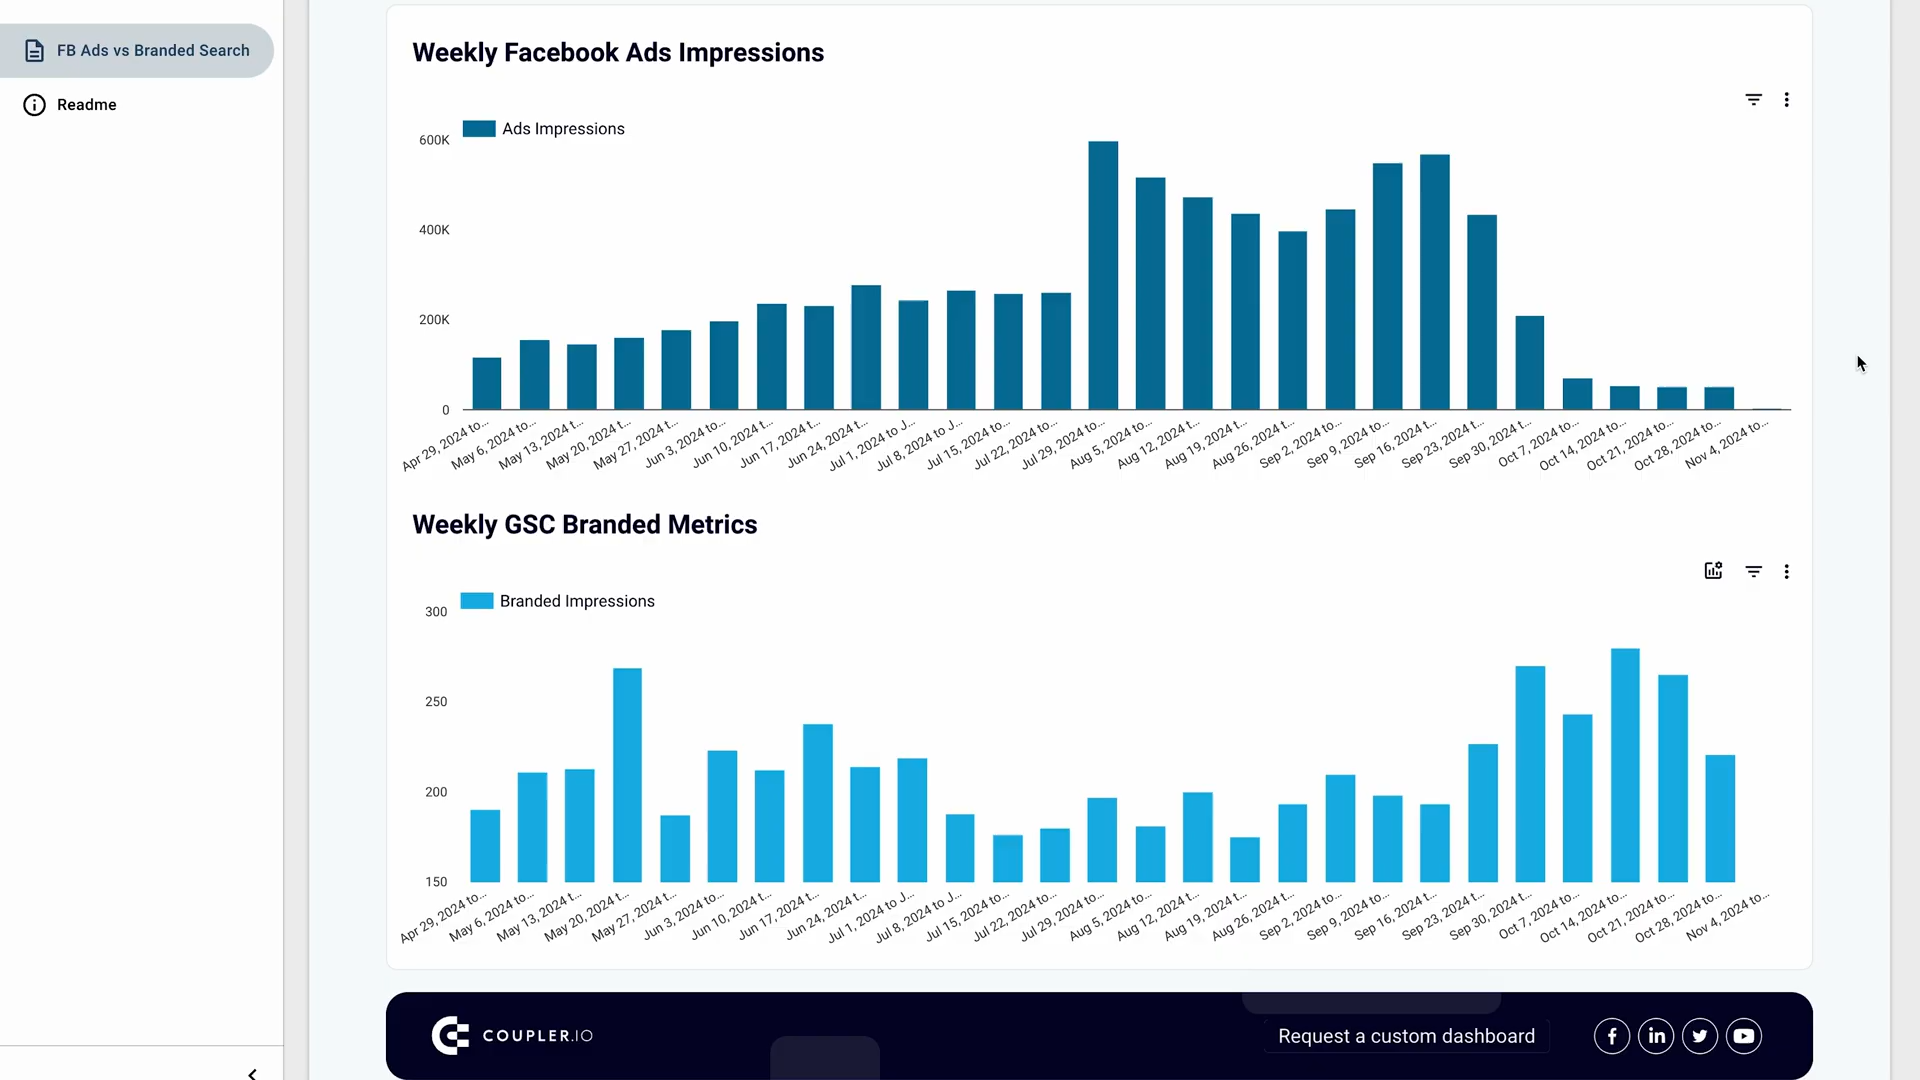 FB Ads vs Branded Search
Readme
Weekly Facebook Ads Impressions
Ads Impressions
600K
400K
200K
0
Apr 29, 2024 to...
May 6, 2024 to...
May 13, 2024 t...
May 20, 2024 t...
May 27, 2024 t...
Jun 3, 2024 to...
Jun 10, 2024 t...
Jun 17, 2024 t...
Jun 24, 2024 t...
Jul 1, 2024 to J...
Jul 8, 2024 to J...
Jul 15, 2024 to...
Jul 22, 2024 to...
Jul 29, 2024 to...
Aug 5, 2024 to...
Aug 12, 2024 t...
Aug 19, 2024 t...
Aug 26, 2024 t...
Sep 2, 2024 to...
Sep 9, 2024 to...
Sep 16, 2024 t...
Sep 23, 2024 t...
Sep 30, 2024 t...
Oct 7, 2024 to...
Oct 14, 2024 to...
Oct 21, 2024 to...
Oct 28, 2024 to...
Nov 4, 2024 to...
Weekly GSC Branded Metrics
Branded Impressions
300
250
200
150
Apr 29, 2024 to...
May 6, 2024 to...
May 13, 2024 t...
May 20, 2024 t...
May 27, 2024 t...
Jun 3, 2024 to...
Jun 10, 2024 t...
Jun 17, 2024 t...
Jun 24, 2024 t...
Jul 1, 2024 to J...
Jul 8, 2024 to J...
Jul 15, 2024 to...
Jul 22, 2024 to...
Jul 29, 2024 to...
Aug 5, 2024 to...
Aug 12, 2024 t...
Aug 19, 2024 t...
Aug 26, 2024 t...
Sep 2, 2024 to...
Sep 9, 2024 to...
Sep 16, 2024 t...
Sep 23, 2024 t...
Sep 30, 2024 t...
Oct 7, 2024 to...
Oct 14, 2024 to...
Oct 21, 2024 to...
Oct 28, 2024 to...
Nov 4, 2024 to...
COUPLER.IO
Request a custom dashboard